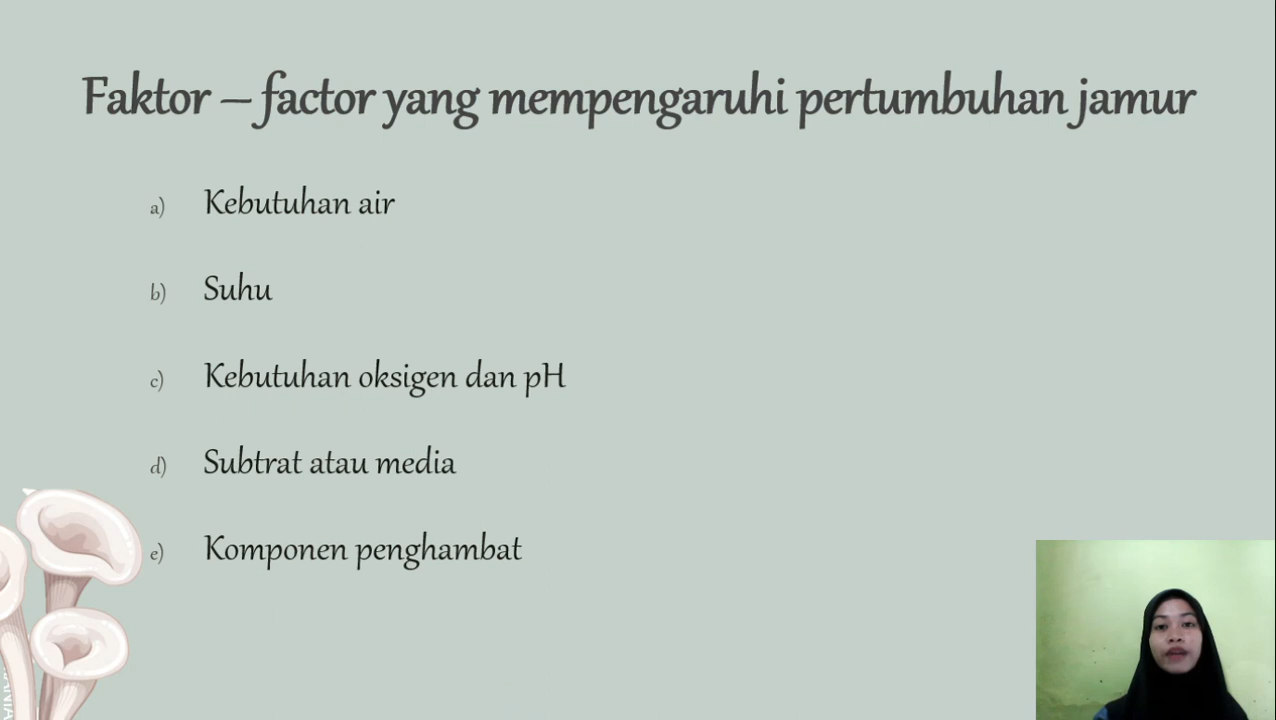 Faktor – factor yang mempengaruhi pertumbuhan jamur
a) Kebutuhan air
b) Suhu
c) Kebutuhan oksigen dan pH
d) Subtrat atau media
e) Komponen penghambat